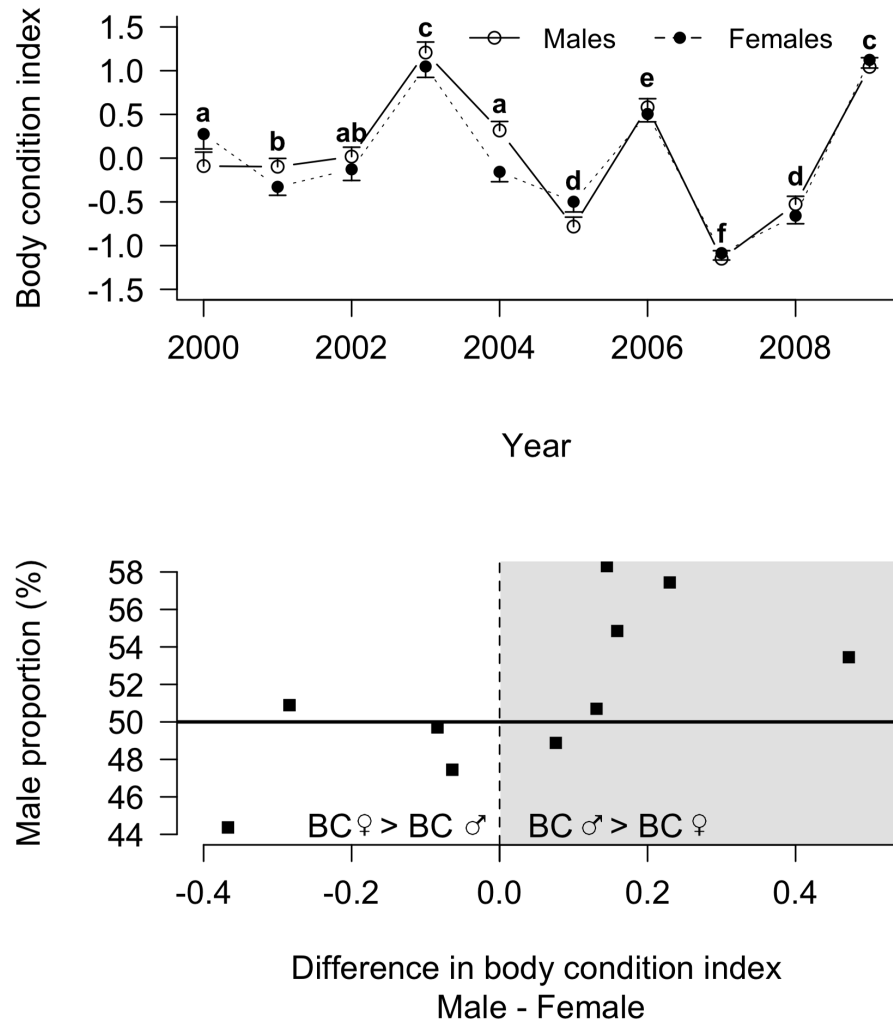 Body condition index
1.5
1.0
0.5
0.0
-0.5
-1.0
-1.5
Males Females
a b ab c a d e f d c
2000 2002 2004 2006 2008
Year
Male proportion (%)
58
56
54
52
50
48
46
44
BC♀ > BC ♂ BC ♂ > BC ♀
-0.4 -0.2 0.0 0.2 0.4
Difference in body condition index
Male - Female